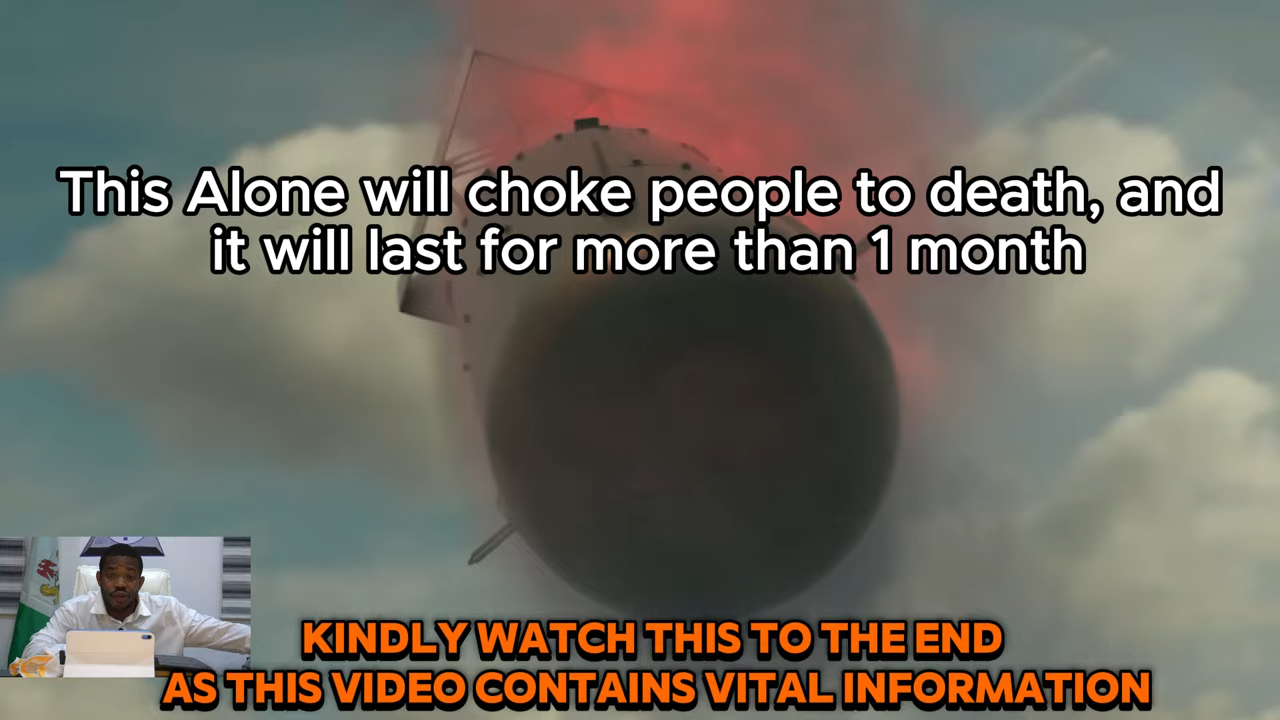 This Alone will choke people to death, and
it will last for more than 1 month
KINDLY WATCH THIS TO THE END
AS THIS VIDEO CONTAINS VITAL INFORMATION